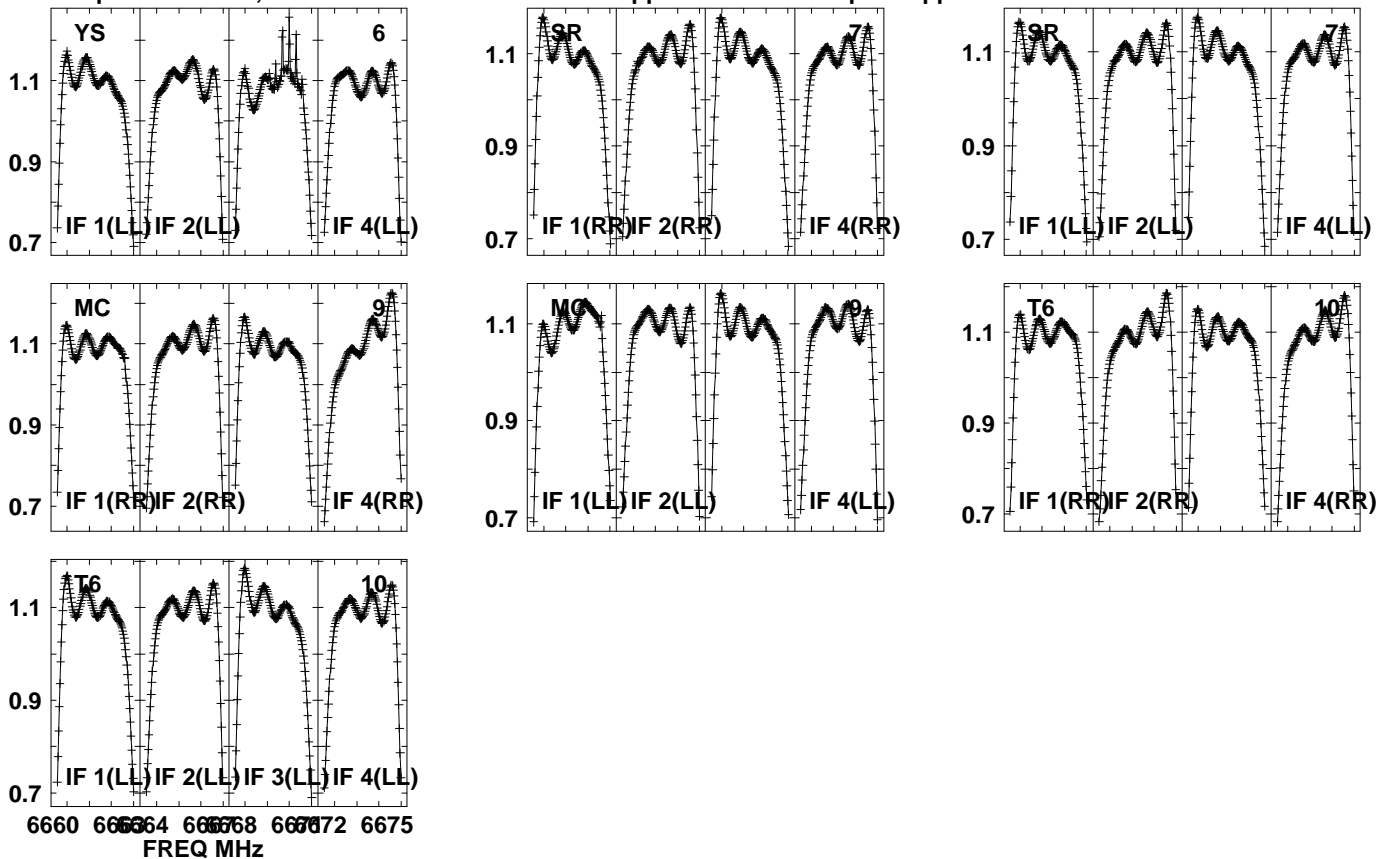 YS 6
1.1
0.9
0.7
IF 1(LL) IF 2(LL) IF 4(LL)
SR 7
1.1
0.9
0.7
IF 1(RR) IF 2(RR) IF 4(RR)
SR 7
1.1
0.9
0.7
IF 1(LL) IF 2(LL) IF 4(LL)
MC 9
1.1
0.9
0.7
IF 1(RR) IF 2(RR) IF 4(RR)
MC 9
1.1
0.9
0.7
IF 1(LL) IF 2(LL) IF 4(LL)
T6 10
1.1
0.9
0.7
IF 1(RR) IF 2(RR) IF 4(RR)
T6 10
1.1
0.9
0.7
IF 1(LL) IF 2(LL) IF 3(LL) IF 4(LL)
6660 6663 6664 6667 6668 6671 6672 6675
FREQ MHz